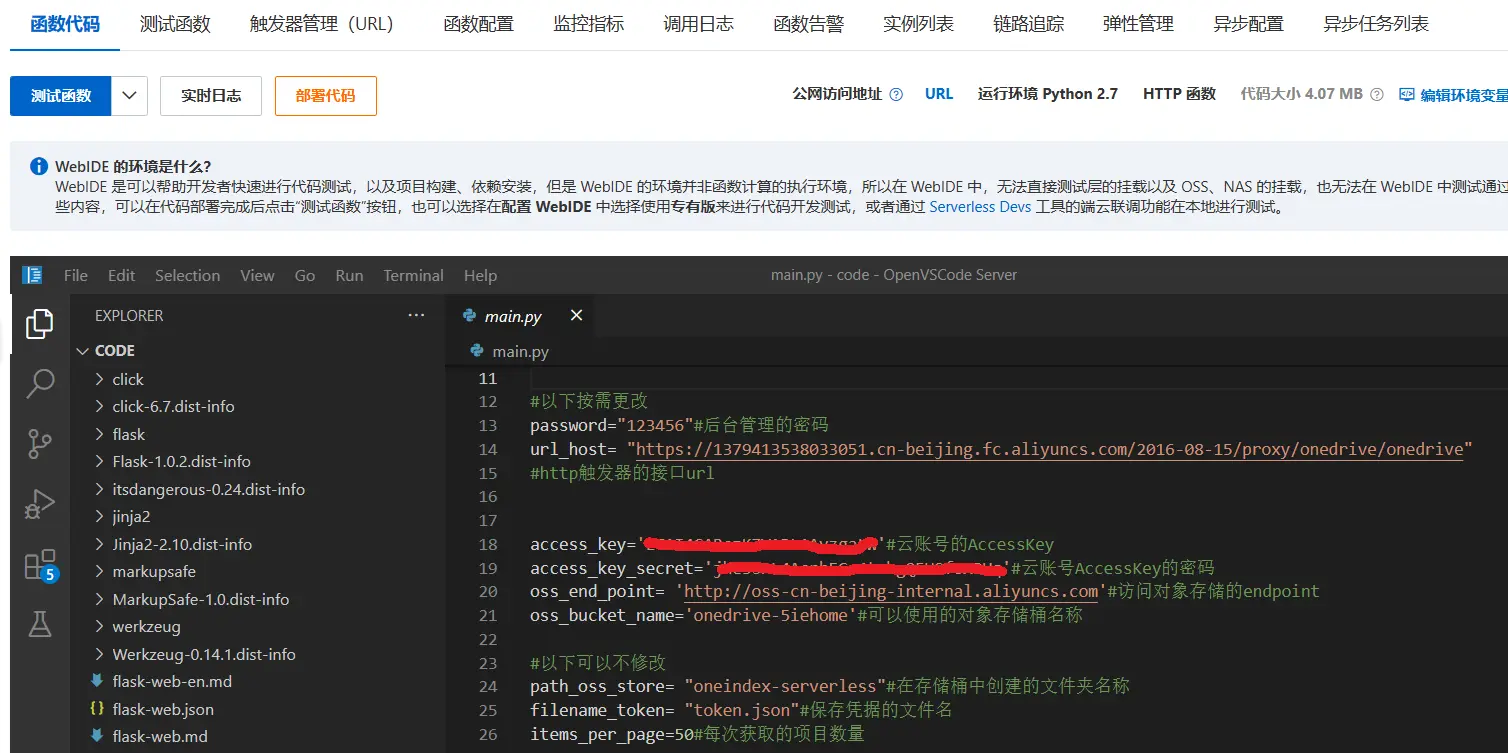 函数代码 测试函数 触发器管理（URL） 函数配置 监控指标 调用日志 函数告警 实例列表 链路追踪 弹性管理 异步配置 异步任务列表
测试函数 实时日志 部署代码 公网访问地址 URL 运行环境 Python 2.7 HTTP 函数 代码大小 4.07 MB 编辑环境变量
WebIDE 的环境是什么？
WebIDE 是可以帮助开发者快速进行代码测试，以及项目构建、依赖安装，但是 WebIDE 的环境并非函数计算的执行环境，所以在 WebIDE 中，无法直接测试层的挂载以及 OSS、NAS 的挂载，也无法在 WebIDE 中测试通过
些内容，可以在代码部署完成后点击“测试函数”按钮，也可以选择在配置 WebIDE 中选择使用专有版来进行代码开发测试，或者通过 Serverless Devs 工具的端云联调功能在本地进行测试。
File Edit Selection View Go Run Terminal Help main.py - code - OpenVSCode Server
EXPLORER
CODE
click
click-6.7.dist-info
flask
Flask-1.0.2.dist-info
itsdangerous-0.24.dist-info
jinja2
Jinja2-2.10.dist-info
markupsafe
MarkupSafe-1.0.dist-info
werkzeug
Werkzeug-0.14.1.dist-info
flask-web-en.md
flask-web.json
flask-web.md
5
main.py
main.py
11
12 #以下按需更改
13 password="123456"#后台管理的密码
14 url_host= "https://1379413538033051.cn-beijing.fc.aliyuncs.com/2016-08-15/proxy/onedrive/onedrive"
15 #http触发器的接口url
16
17
18 access_key=' '#云账号的AccessKey
19 access_key_secret=' '#云账号AccessKey的密码
20 oss_end_point= 'http://oss-cn-beijing-internal.aliyuncs.com'#访问对象存储的endpoint
21 oss_bucket_name='onedrive-5iehome'#可以使用的对象存储桶名称
22
23 #以下可以不修改
24 path_oss_store= "oneindex-serverless"#在存储桶中创建的文件夹名称
25 filename_token= "token.json"#保存凭据的文件名
26 items_per_page=50#每次获取的项目数量